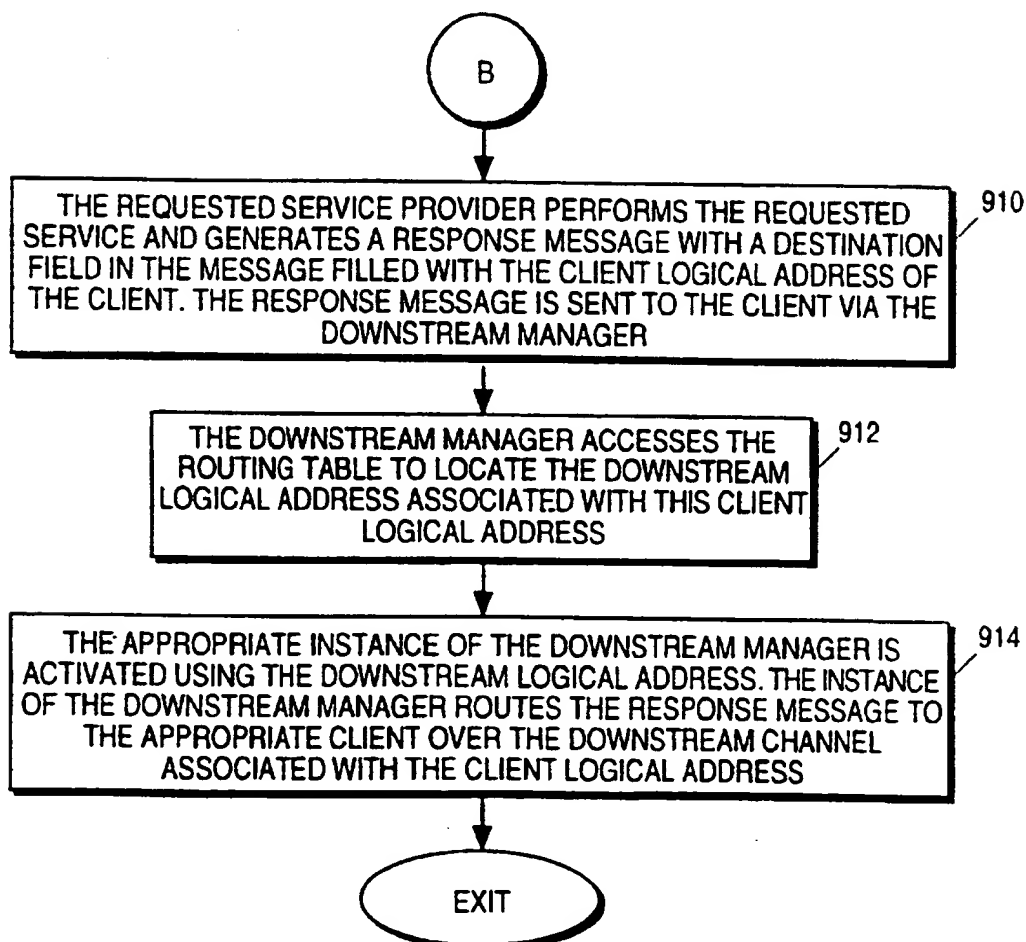 B
THE REQUESTED SERVICE PROVIDER PERFORMS THE REQUESTED
SERVICE AND GENERATES A RESPONSE MESSAGE WITH A DESTINATION
FIELD IN THE MESSAGE FILLED WITH THE CLIENT LOGICAL ADDRESS OF
THE CLIENT. THE RESPONSE MESSAGE IS SENT TO THE CLIENT VIA THE
DOWNSTREAM MANAGER
910
THE DOWNSTREAM MANAGER ACCESSES THE
ROUTING TABLE TO LOCATE THE DOWNSTREAM
LOGICAL ADDRESS ASSOCIATED WITH THIS CLIENT
LOGICAL ADDRESS
912
THE APPROPRIATE INSTANCE OF THE DOWNSTREAM MANAGER IS
ACTIVATED USING THE DOWNSTREAM LOGICAL ADDRESS. THE INSTANCE
OF THE DOWNSTREAM MANAGER ROUTES THE RESPONSE MESSAGE TO
THE APPROPRIATE CLIENT OVER THE DOWNSTREAM CHANNEL
ASSOCIATED WITH THE CLIENT LOGICAL ADDRESS
914
EXIT